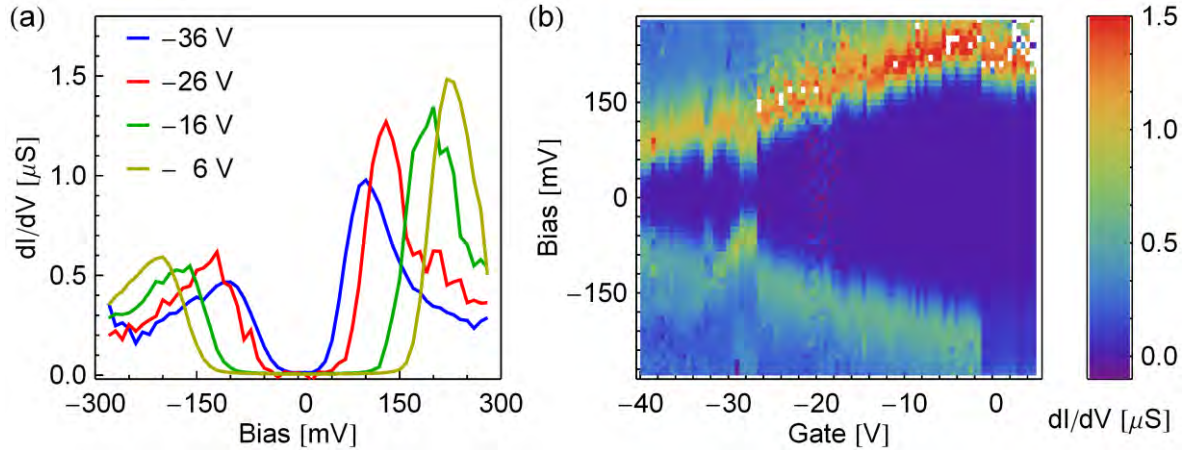 (a)
−36 V
−26 V
−16 V
− 6 V
dI/dV [μS]
1.5
1.0
0.5
0.0
−300 −150 0 150 300
Bias [mV]
(b)
Bias [mV]
150
0
−150
−40 −30 −20 −10 0
Gate [V]
1.5
1.0
0.5
0.0
dI/dV [μS]